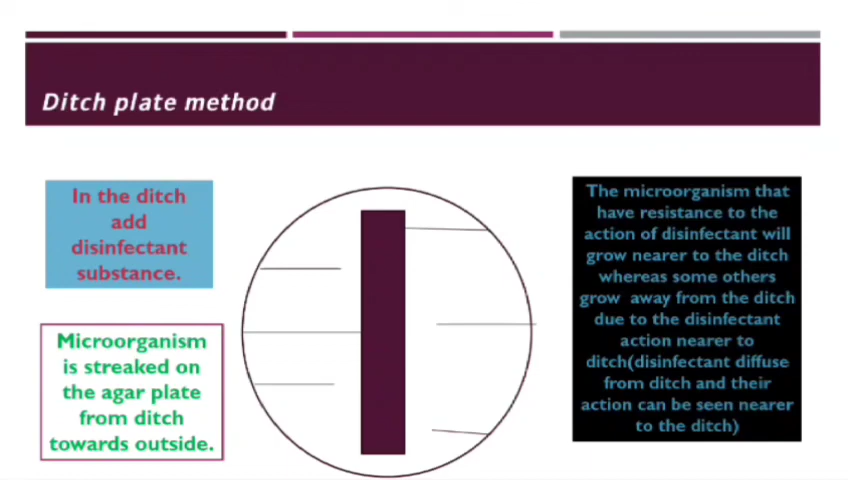 Ditch plate method
In the ditch
add
disinfectant
substance.
Microorganism
is streaked on
the agar plate
from ditch
towards outside.
The microorganism that
have resistance to the
action of disinfectant will
grow nearer to the ditch
whereas some others
grow away from the ditch
due to the disinfectant
action nearer to
ditch(disinfectant diffuse
from ditch and their
action can be seen nearer
to the ditch)